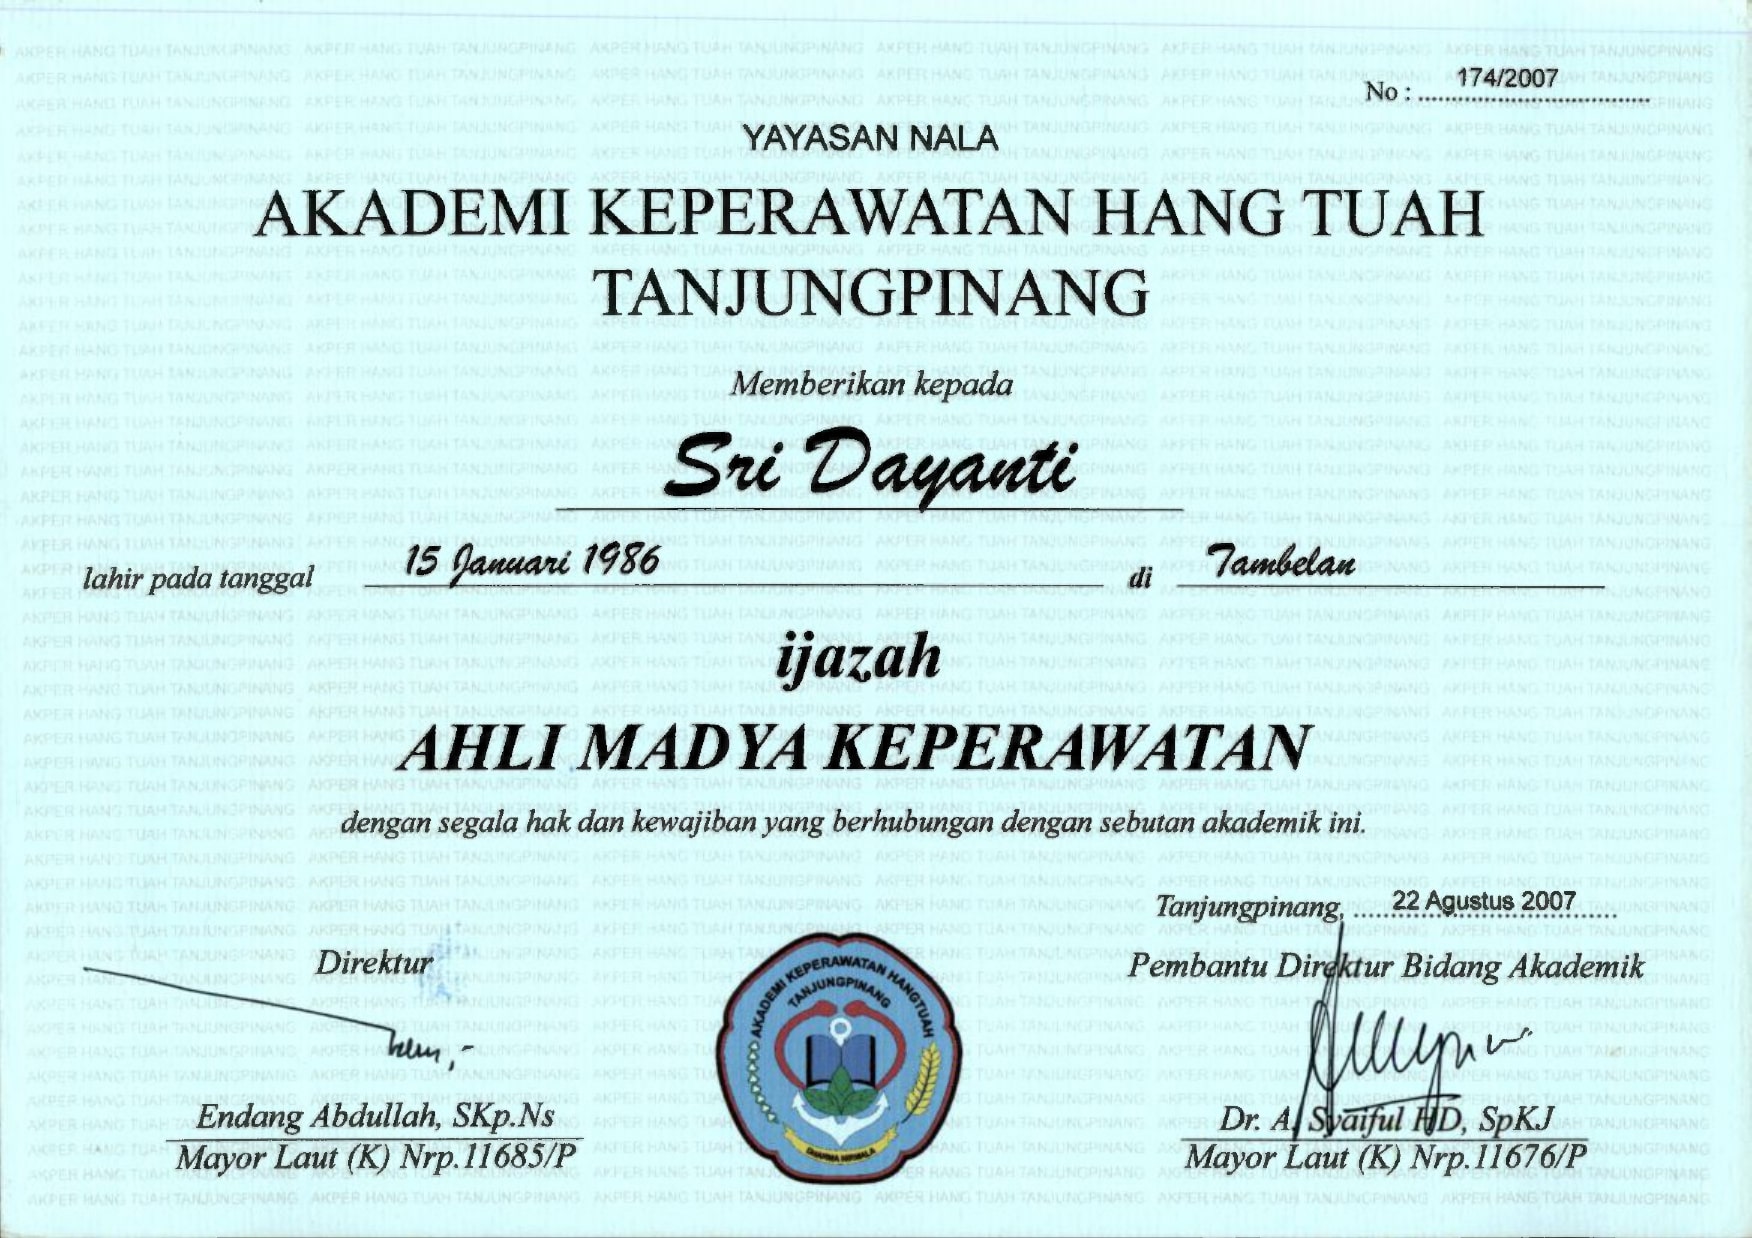 No : 174/2007
YAYASAN NALA
AKADEMI KEPERAWATAN HANG TUAH
TANJUNGPINANG
Memberikan kepada
Sri Dayanti
lahir pada tanggal 15 Januari 1986 di Tambelan
ijazah
AHLI MADYA KEPERAWATAN
dengan segala hak dan kewajiban yang berhubungan dengan sebutan akademik ini.
Tanjungpinang, 22 Agustus 2007
Direktur
Pembantu Direktur Bidang Akademik
AKADEMI KEPERAWATAN HANGTUAH
TANJUNGPINANG
Endang Abdullah, SKp.Ns
Mayor Laut (K) Nrp.11685/P
Dr. A. Syaiful HD, SpKJ
Mayor Laut (K) Nrp.11676/P
AKPER HANG TUAH TANJUNGPINANG